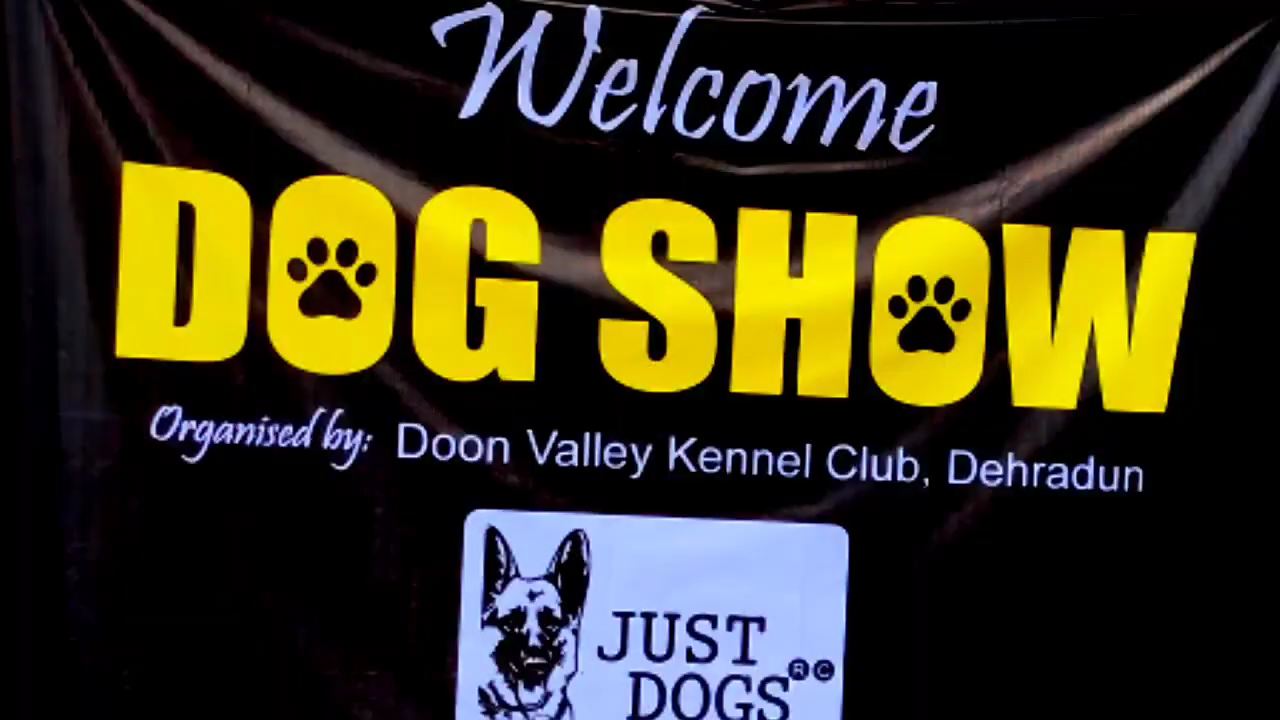 Welcome
DOG SHOW
Organised by: Doon Valley Kennel Club, Dehradun
JUST
DOGS ® ©